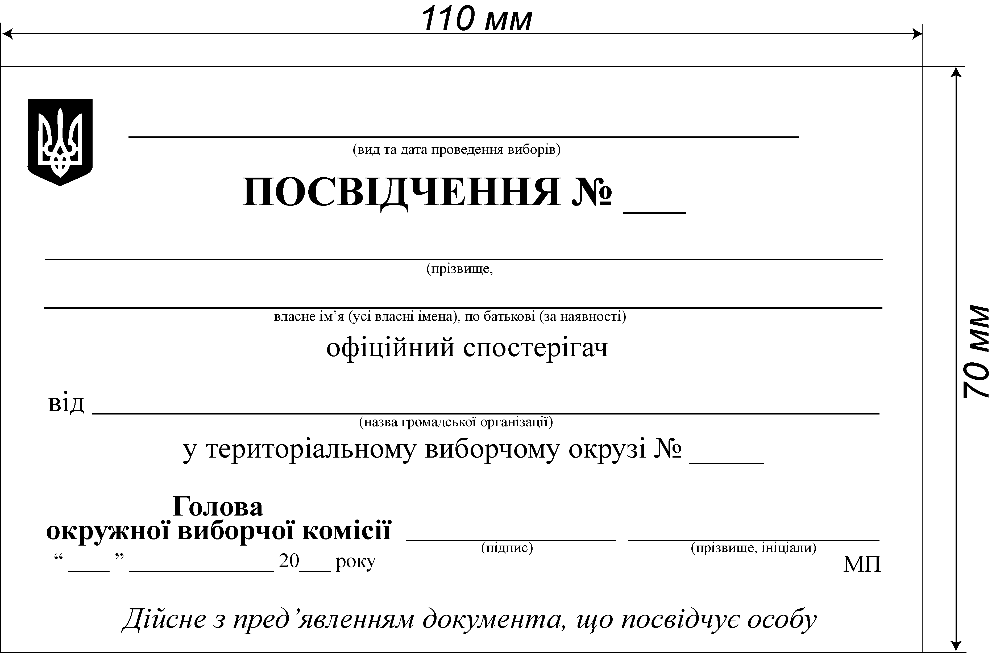 110 мм
(вид та дата проведення виборів)
ПОСВІДЧЕННЯ № ___
(прізвище,
власне ім’я (усі власні імена), по батькові (за наявності)
офіційний спостерігач
від
(назва громадської організації)
у територіальному виборчому окрузі № ______
Голова
окружної виборчої комісії
(підпис) (прізвище, ініціали)
“ ____ ” ______________ 20___ року МП
Дійсне з пред’явленням документа, що посвідчує особу
70 мм